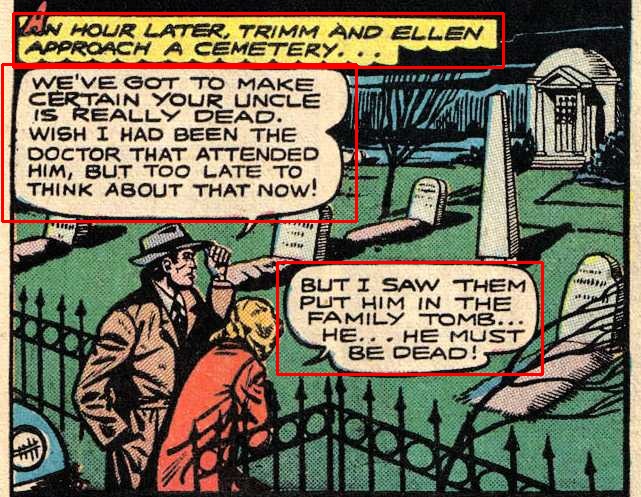 AN HOUR LATER, TRIMM AND ELLEN
APPROACH A CEMETERY...
WE'VE GOT TO MAKE
CERTAIN YOUR UNCLE
IS REALLY DEAD.
WISH I HAD BEEN THE
DOCTOR THAT ATTENDED
HIM, BUT TOO LATE TO
THINK ABOUT THAT NOW!
BUT I SAW THEM
PUT HIM IN THE
FAMILY TOMB...
HE... HE MUST
BE DEAD!